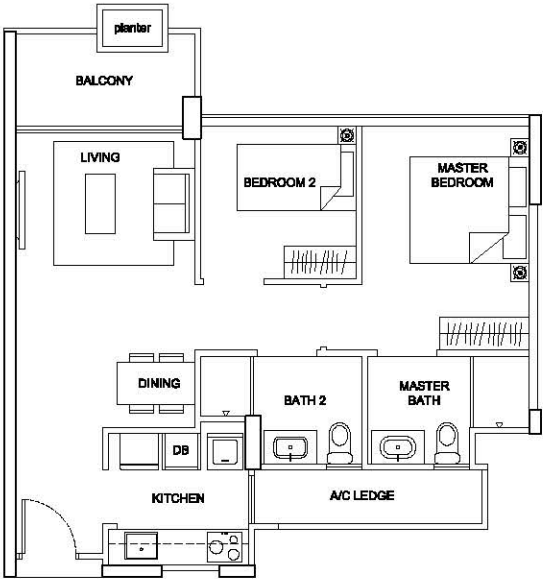 planter
BALCONY
LIVING
BEDROOM 2
MASTER
BEDROOM
DINING
BATH 2
MASTER
BATH
DB
KITCHEN
A/C LEDGE